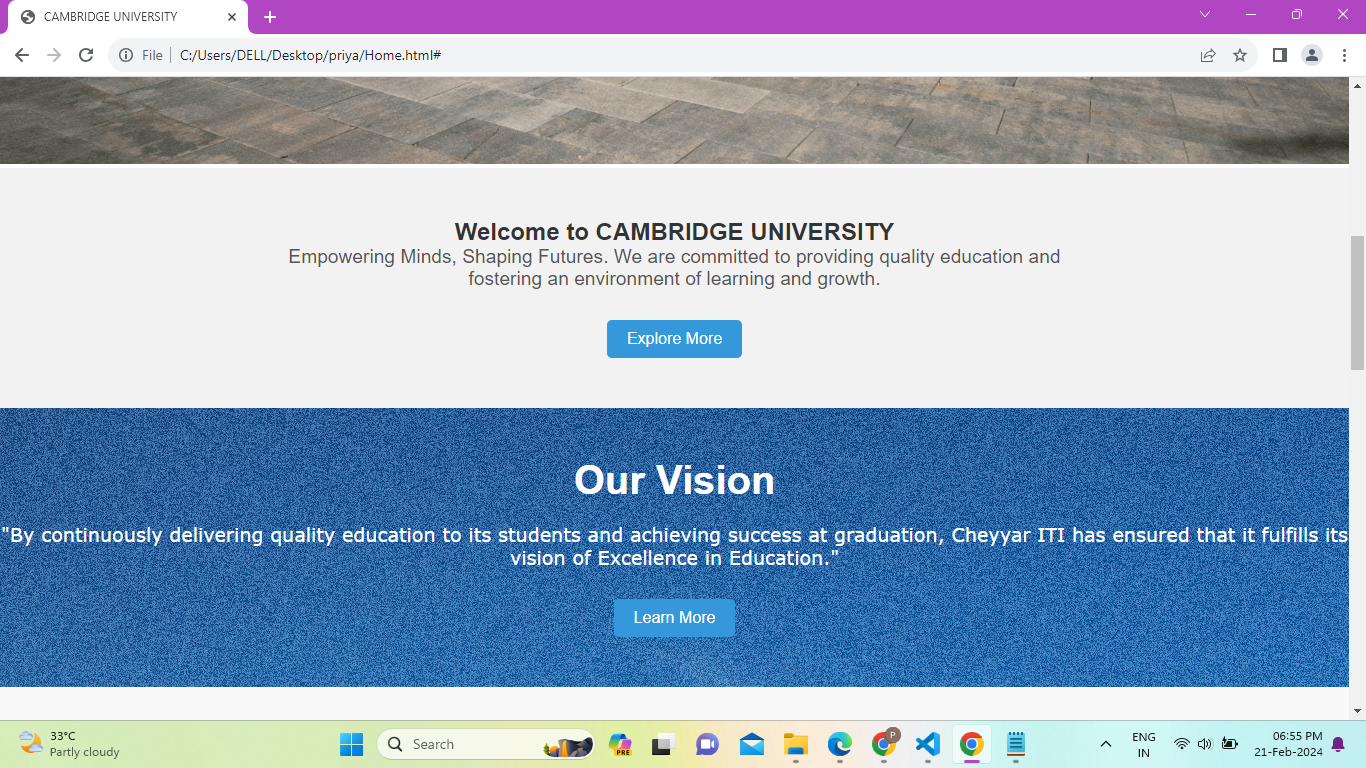 CAMBRIDGE UNIVERSITY
File C:/Users/DELL/Desktop/priya/Home.html#
Welcome to CAMBRIDGE UNIVERSITY
Empowering Minds, Shaping Futures. We are committed to providing quality education and
fostering an environment of learning and growth.
Explore More
Our Vision
"By continuously delivering quality education to its students and achieving success at graduation, Cheyyar ITI has ensured that it fulfills its
vision of Excellence in Education."
Learn More
33°C
Partly cloudy
Search
PRE
P
ENG
IN
06:55 PM
21-Feb-2024